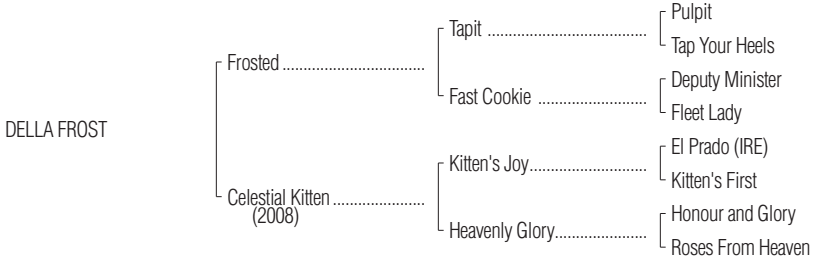 Pulpit
Tapit ......................................
Tap Your Heels
Frosted ..................................
Deputy Minister
Fast Cookie ..........................
Fleet Lady
DELLA FROST
El Prado (IRE)
Kitten's Joy............................
Kitten's First
Celestial Kitten ......................
(2008)
Honour and Glory
Heavenly Glory......................
Roses From Heaven